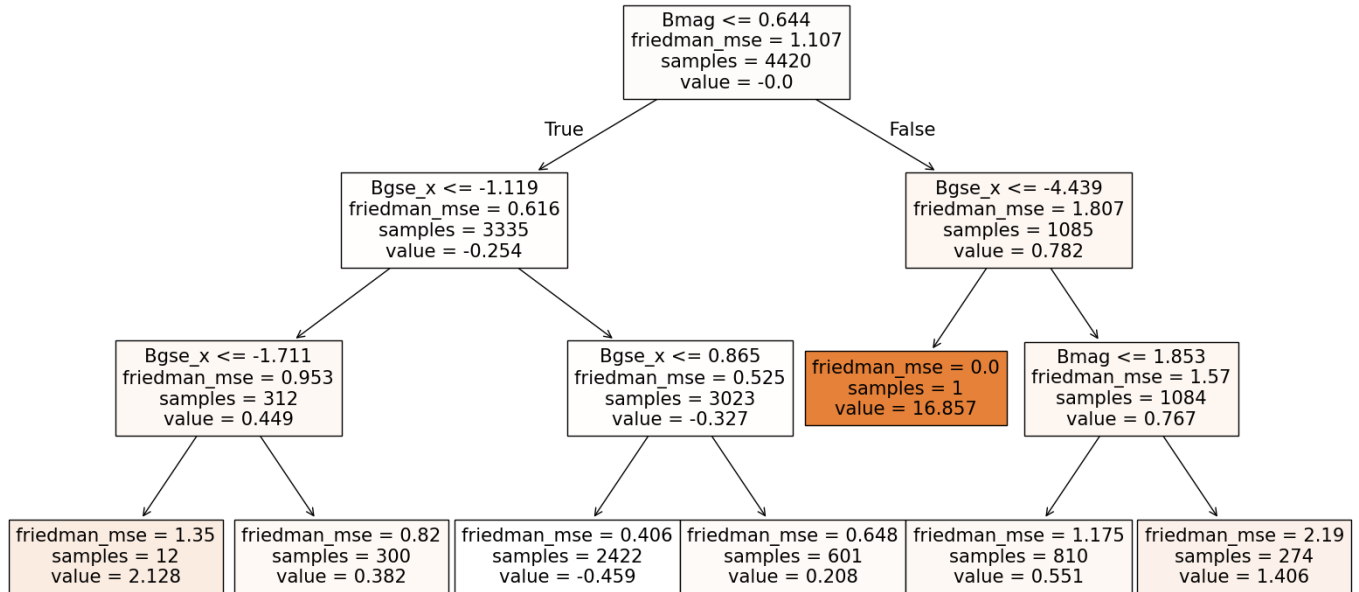 Bmag <= 0.644
friedman_mse = 1.107
samples = 4420
value = -0.0
True
False
Bgse_x <= -1.119
friedman_mse = 0.616
samples = 3335
value = -0.254
Bgse_x <= -4.439
friedman_mse = 1.807
samples = 1085
value = 0.782
Bgse_x <= -1.711
friedman_mse = 0.953
samples = 312
value = 0.449
Bgse_x <= 0.865
friedman_mse = 0.525
samples = 3023
value = -0.327
friedman_mse = 0.0
samples = 1
value = 16.857
Bmag <= 1.853
friedman_mse = 1.57
samples = 1084
value = 0.767
friedman_mse = 1.35
samples = 12
value = 2.128
friedman_mse = 0.82
samples = 300
value = 0.382
friedman_mse = 0.406
samples = 2422
value = -0.459
friedman_mse = 0.648
samples = 601
value = 0.208
friedman_mse = 1.175
samples = 810
value = 0.551
friedman_mse = 2.19
samples = 274
value = 1.406